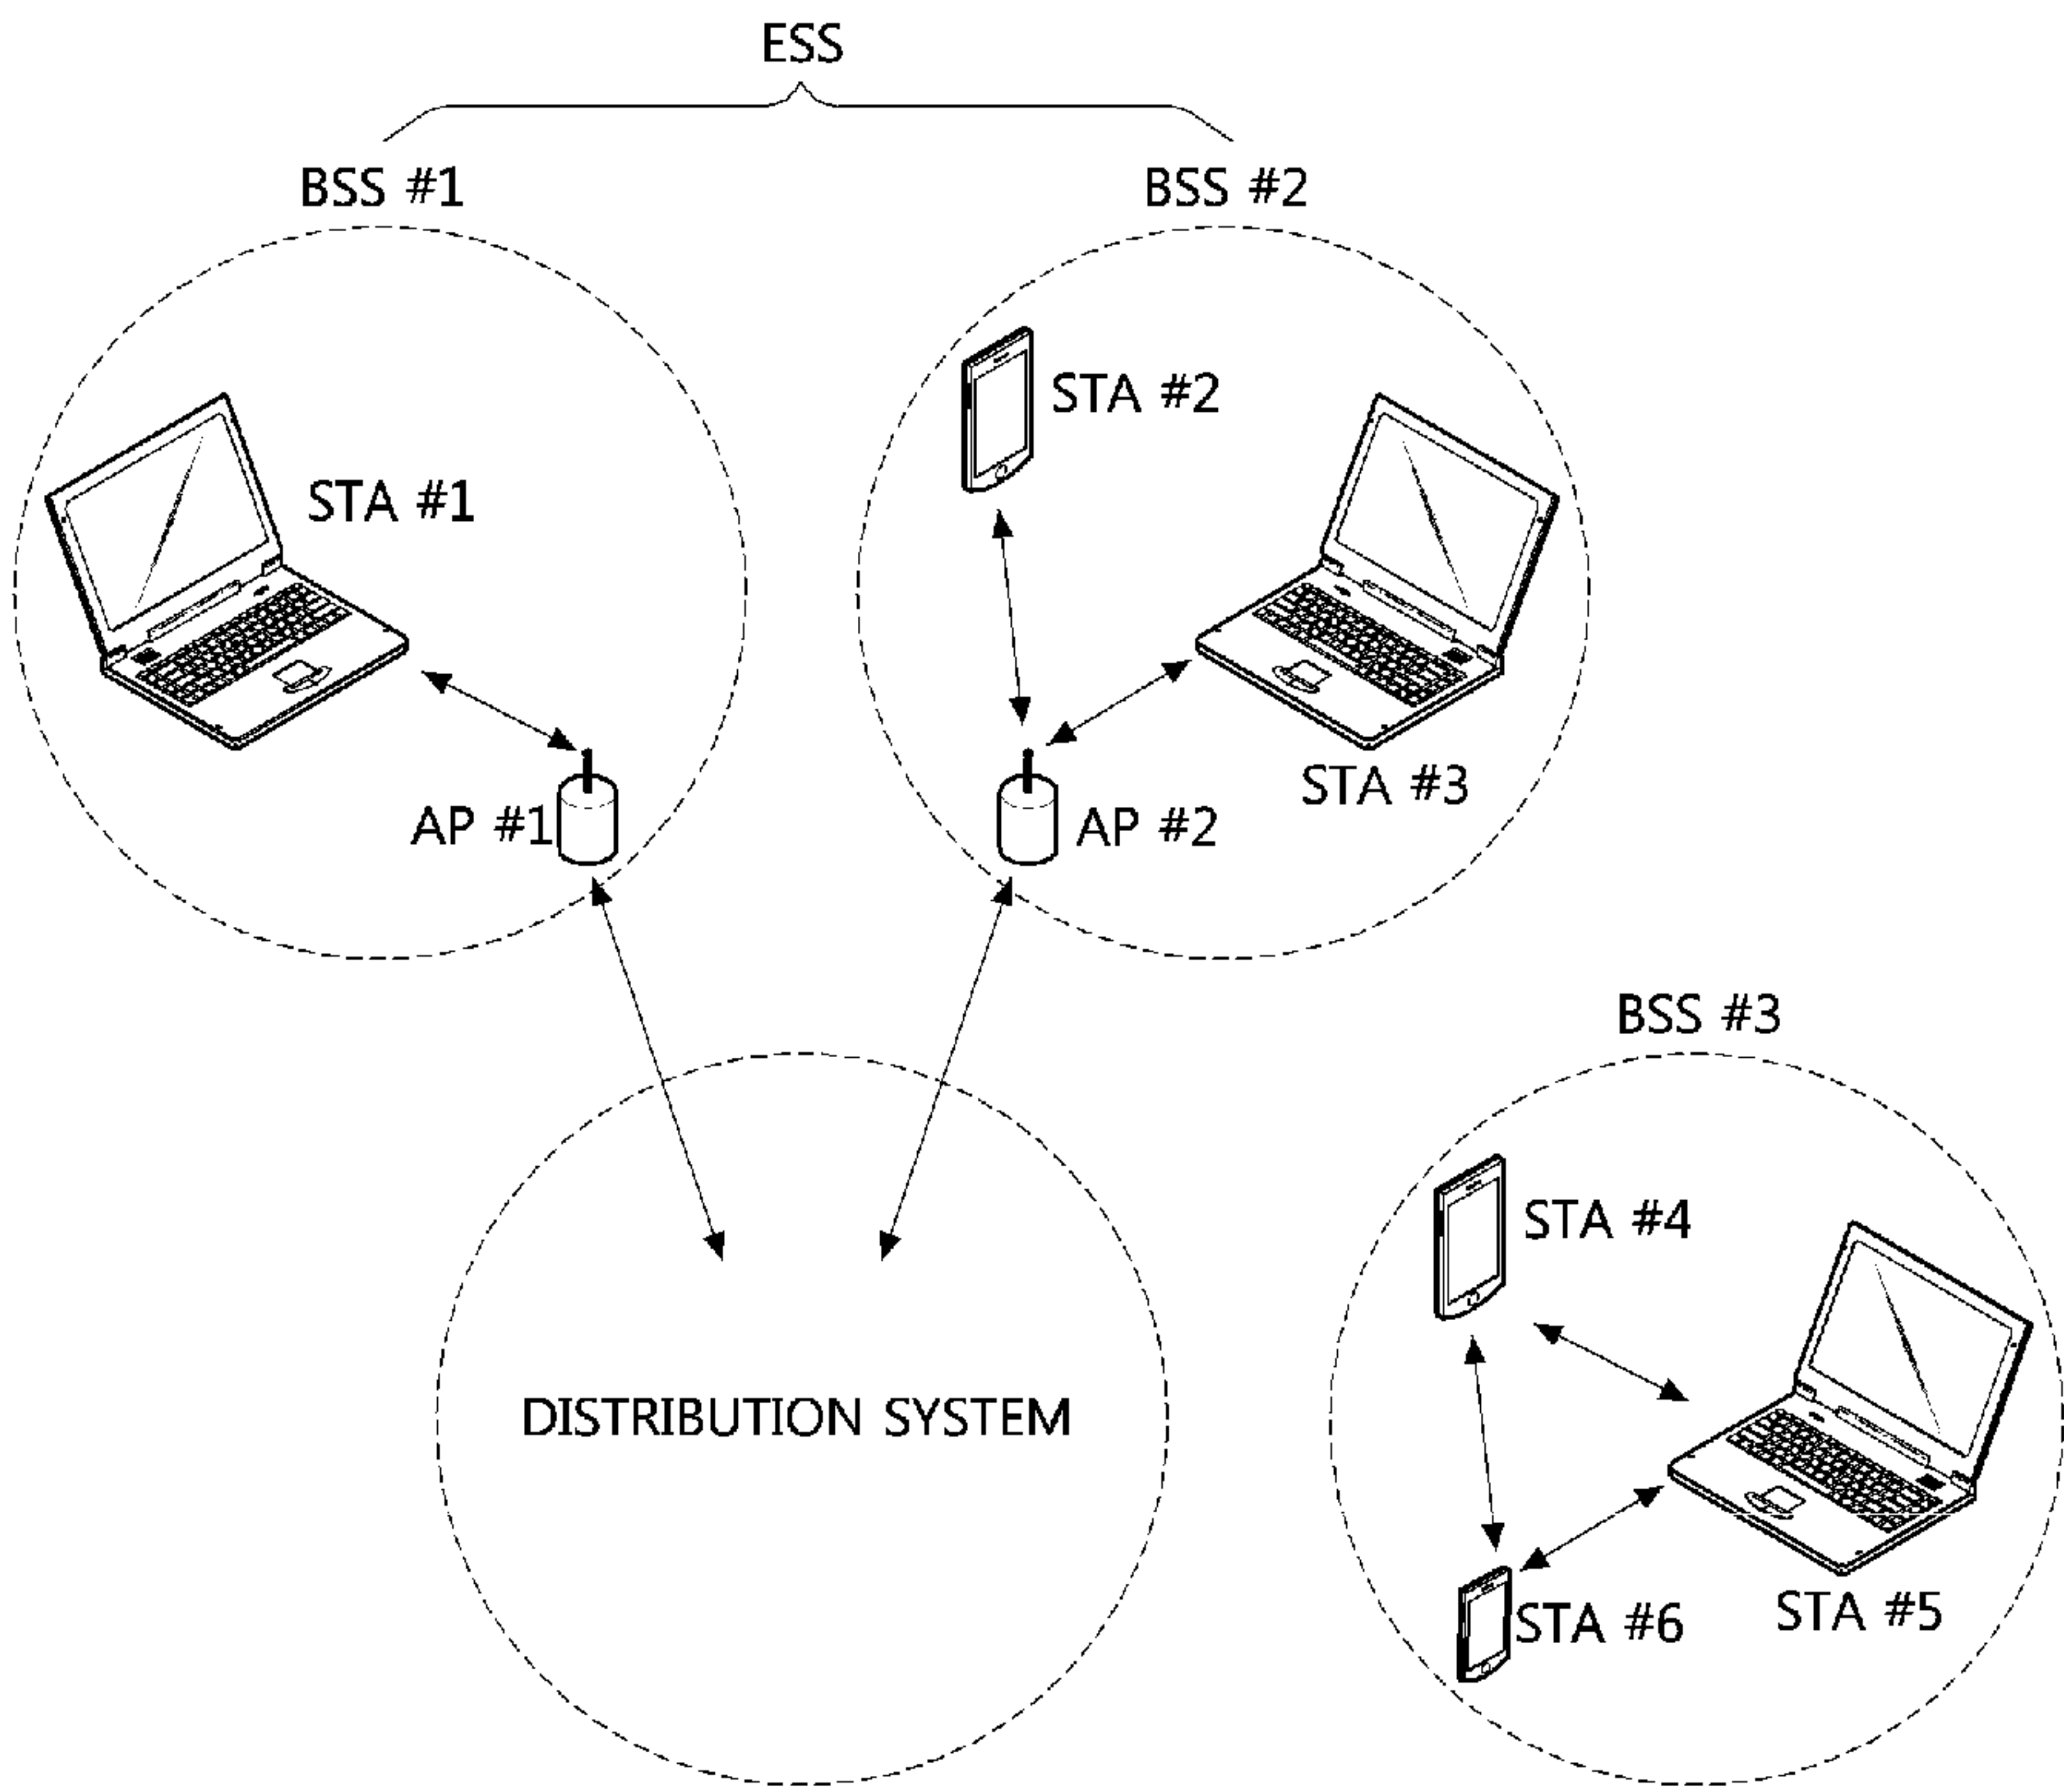 ESS
BSS #1
BSS #2
STA #2
STA #1
STA #3
AP #1
AP #2
BSS #3
STA #4
DISTRIBUTION SYSTEM
STA #6
STA #5